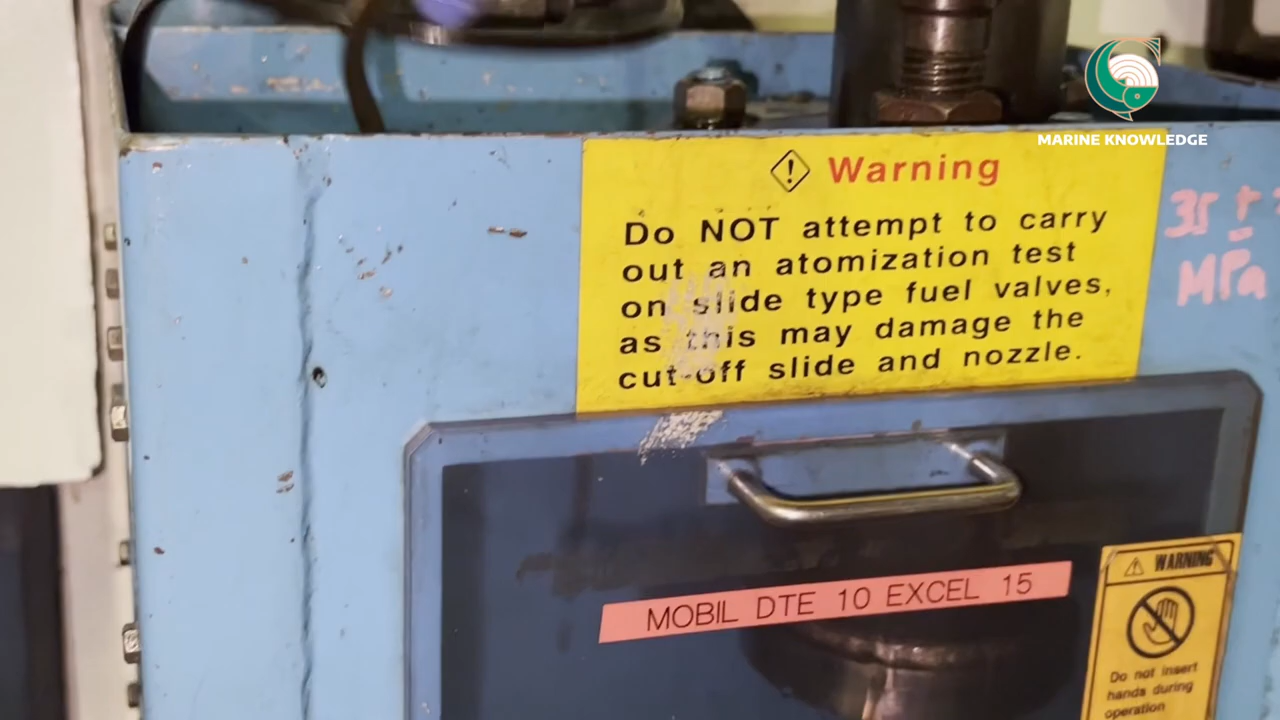 MARINE KNOWLEDGE
Warning
Do NOT attempt to carry
out an atomization test
on slide type fuel valves,
as this may damage the
cut-off slide and nozzle.
35 ±
MPa
MOBIL DTE 10 EXCEL 15
WARNING
Do not insert
hands during
operation